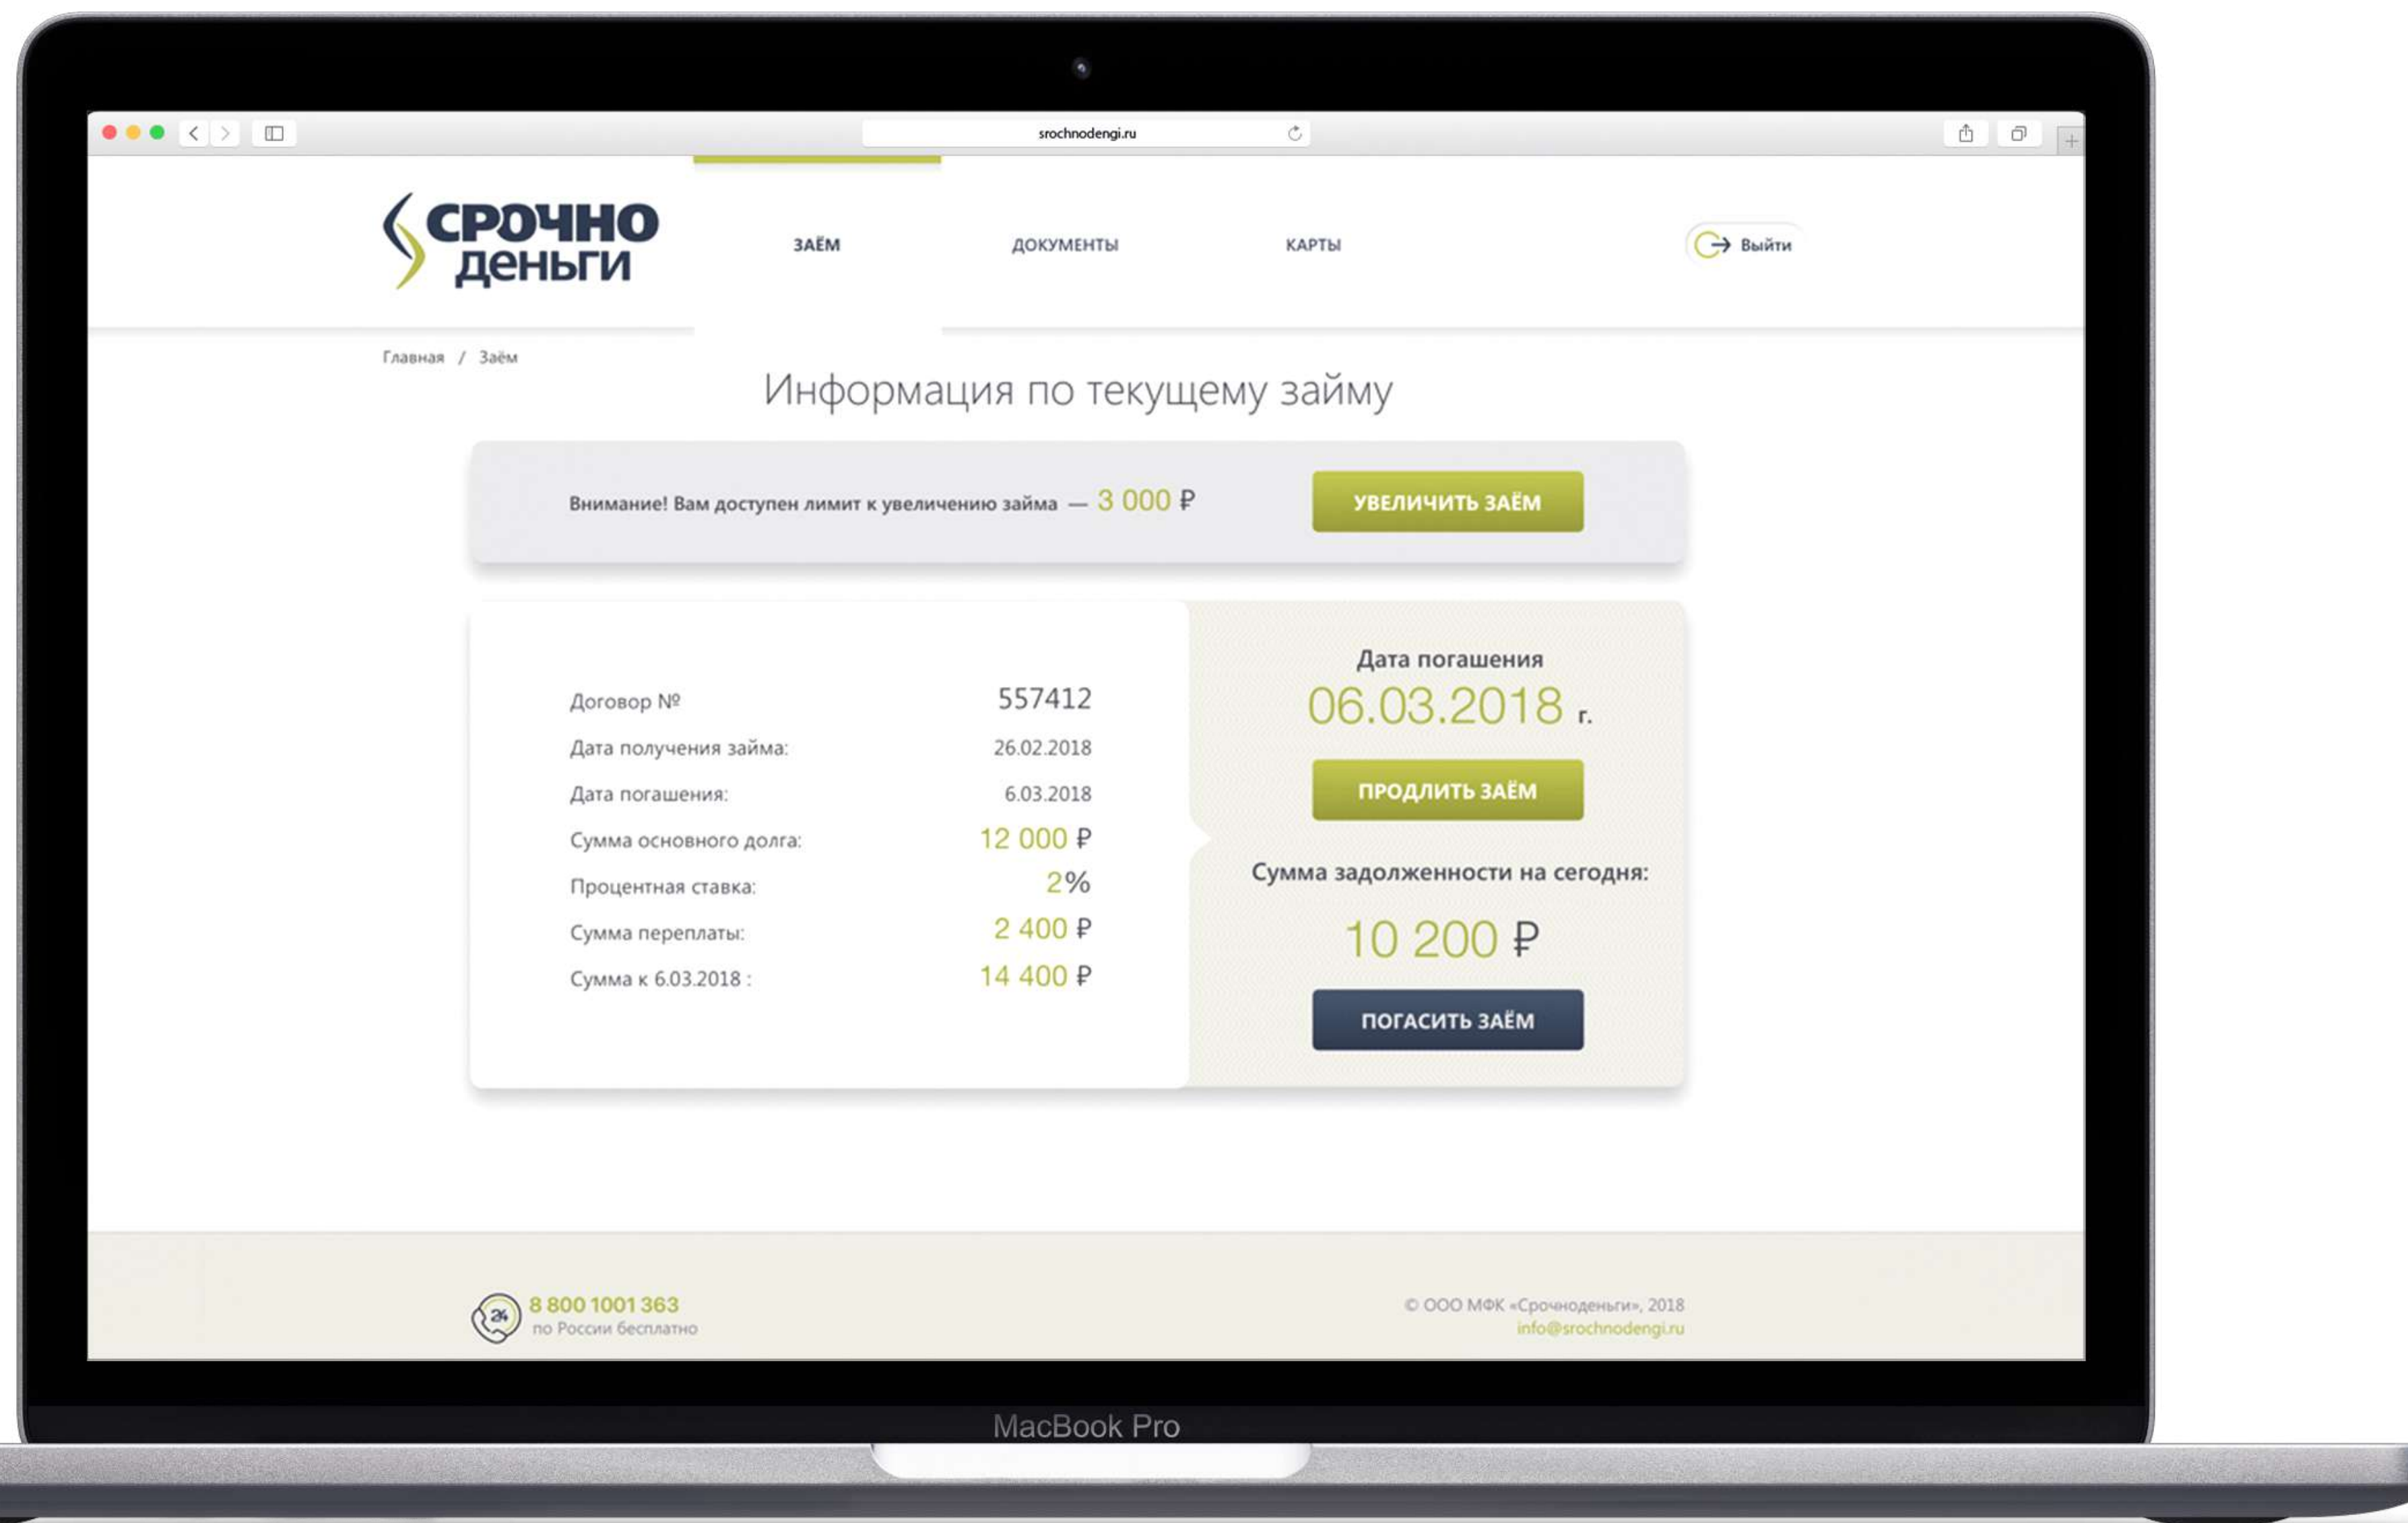 srochnodengi.ru
СРОЧНО
ДЕНЬГИ
ЗАЁМ
ДОКУМЕНТЫ
КАРТЫ
Выйти
Главная / Заём
Информация по текущему займу
Внимание! Вам доступен лимит к увеличению займа — 3 000 ₽
УВЕЛИЧИТЬ ЗАЁМ
Договор № 557412
Дата получения займа: 26.02.2018
Дата погашения: 6.03.2018
Сумма основного долга: 12 000 ₽
Процентная ставка: 2%
Сумма переплаты: 2 400 ₽
Сумма к 6.03.2018 : 14 400 ₽
Дата погашения
06.03.2018 г.
ПРОДЛИТЬ ЗАЁМ
Сумма задолженности на сегодня:
10 200 ₽
ПОГАСИТЬ ЗАЁМ
24
8 800 1001 363
по России бесплатно
© ООО МФК «Срочноденьги», 2018
info@srochnodengi.ru
MacBook Pro